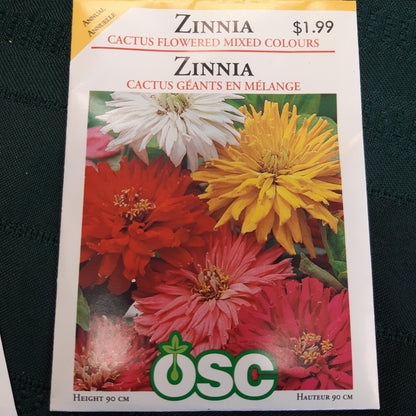 Annual
Annuelle
Zinnia $1.99
Cactus Flowered Mixed Colours
Zinnia
Cactus Géants en Mélange
OSC
Height 90 cm
Hauteur 90 cm